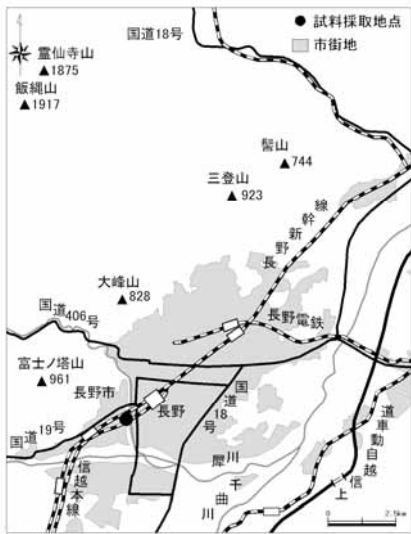 国道18号
試料採取地点
市街地
霊仙寺山
1875
飯縄山
1917
髻山
744
三登山
923
長野新幹線
大峰山
828
国道406号
長野電鉄
富士ノ塔山
961
長野市
長野
国道18号
国道19号
犀川
千曲川
信越本線
上信越自動車道
0
2.5km